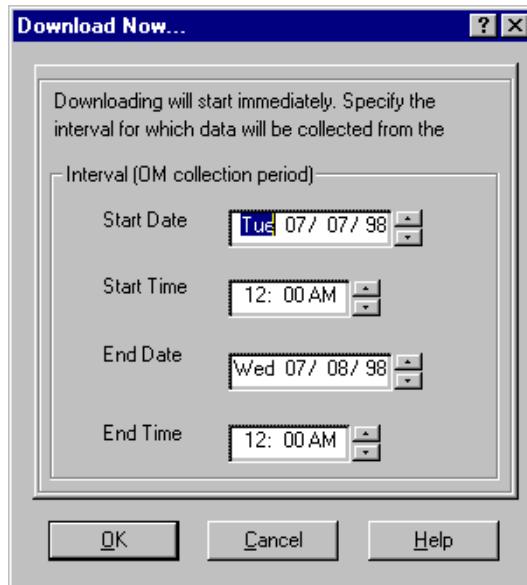 Download Now...
Downloading will start immediately. Specify the
interval for which data will be collected from the
Interval (OM collection period)
Start Date Tue 07/ 07/ 98
Start Time 12: 00 AM
End Date Wed 07/ 08/ 98
End Time 12: 00 AM
OK Cancel Help